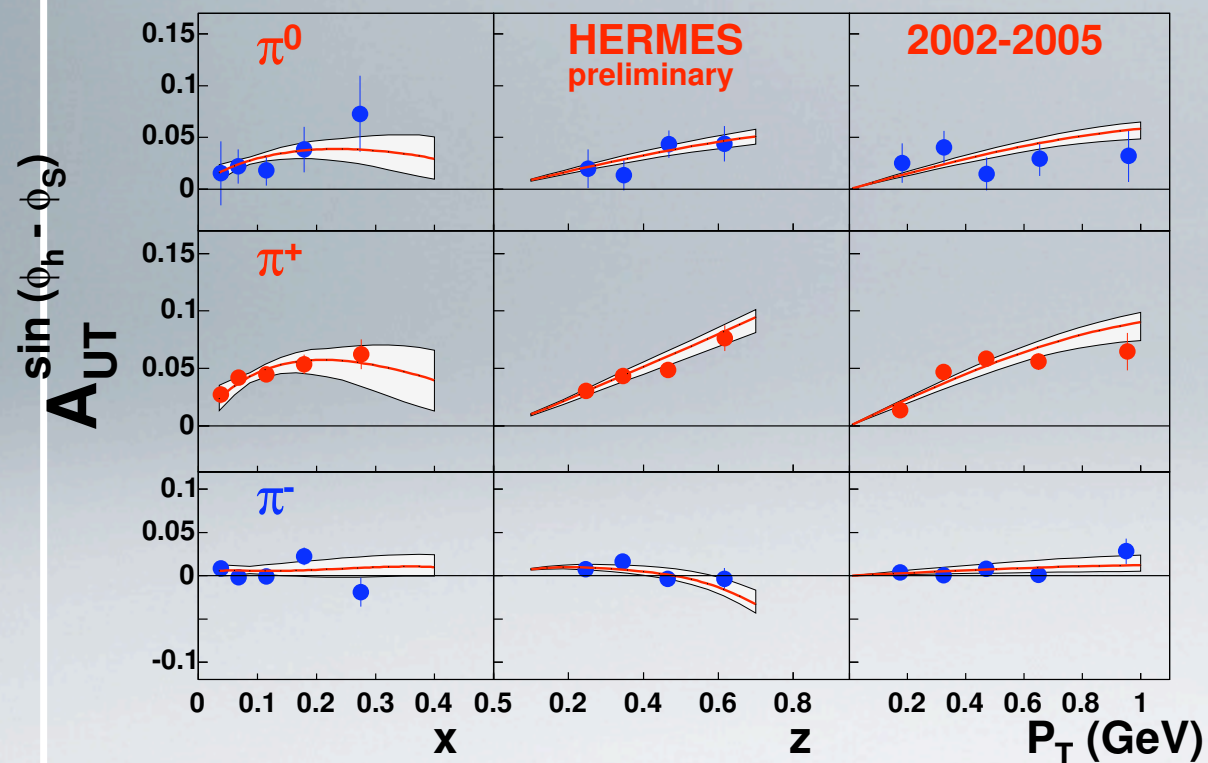 π⁰
HERMES
preliminary
2002-2005
0.15
0.1
0.05
0
π⁺
0.15
0.1
0.05
0
π⁻
0.1
0.05
0
-0.1
A_UT^sin (ϕ_h - ϕ_S)
0 0.1 0.2 0.3 0.4 0.5 0.2 0.4 0.6 0.8 0.2 0.4 0.6 0.8 1
x z P_T (GeV)